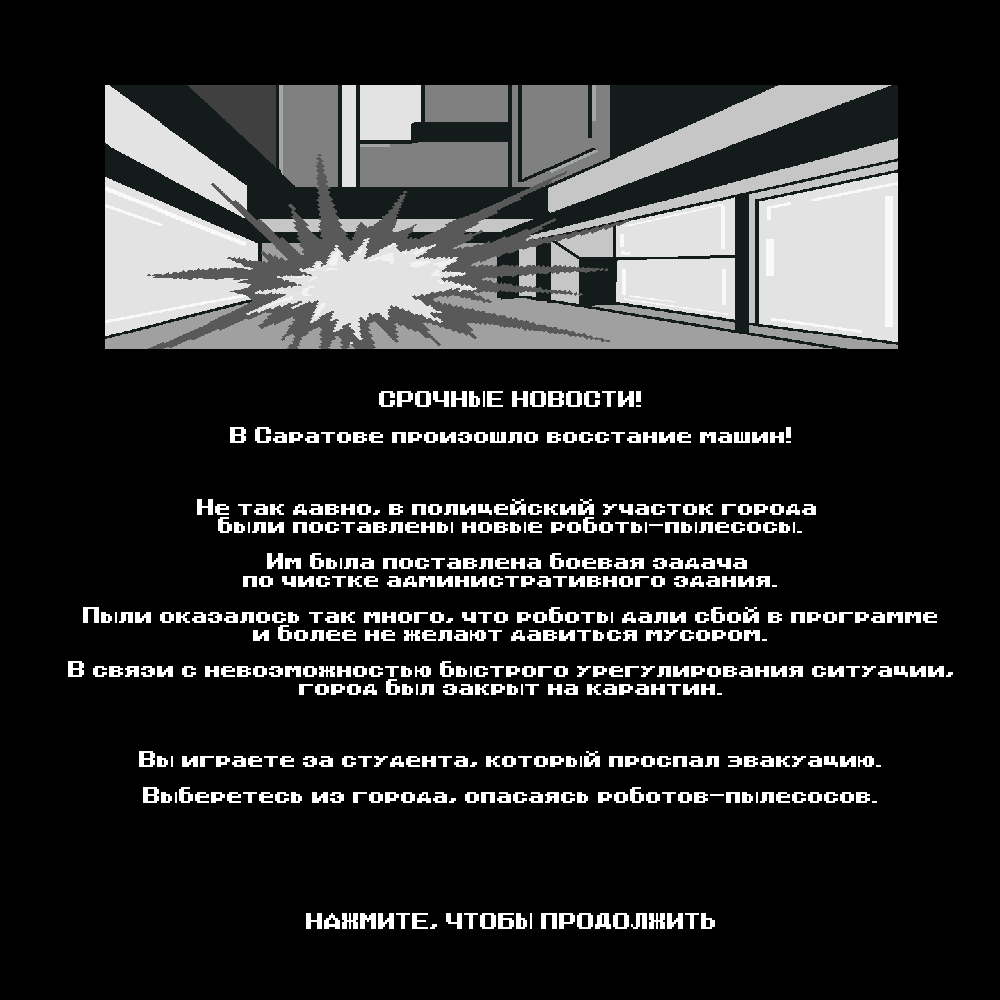 СРОЧНЫЕ НОВОСТИ!
В Саратове произошло восстание машин!
Не так давно, в полицейский участок города
были поставлены новые роботы-пылесосы.
Им была поставлена боевая задача
по чистке административного здания.
Пыли оказалось так много, что роботы дали сбой в программе
и более не желают давиться мусором.
В связи с невозможностью быстрого урегулирования ситуации,
город был закрыт на карантин.
Вы играете за студента, который проспал эвакуацию.
Выберетесь из города, опасаясь роботов-пылесосов.
НАЖМИТЕ, ЧТОБЫ ПРОДОЛЖИТЬ